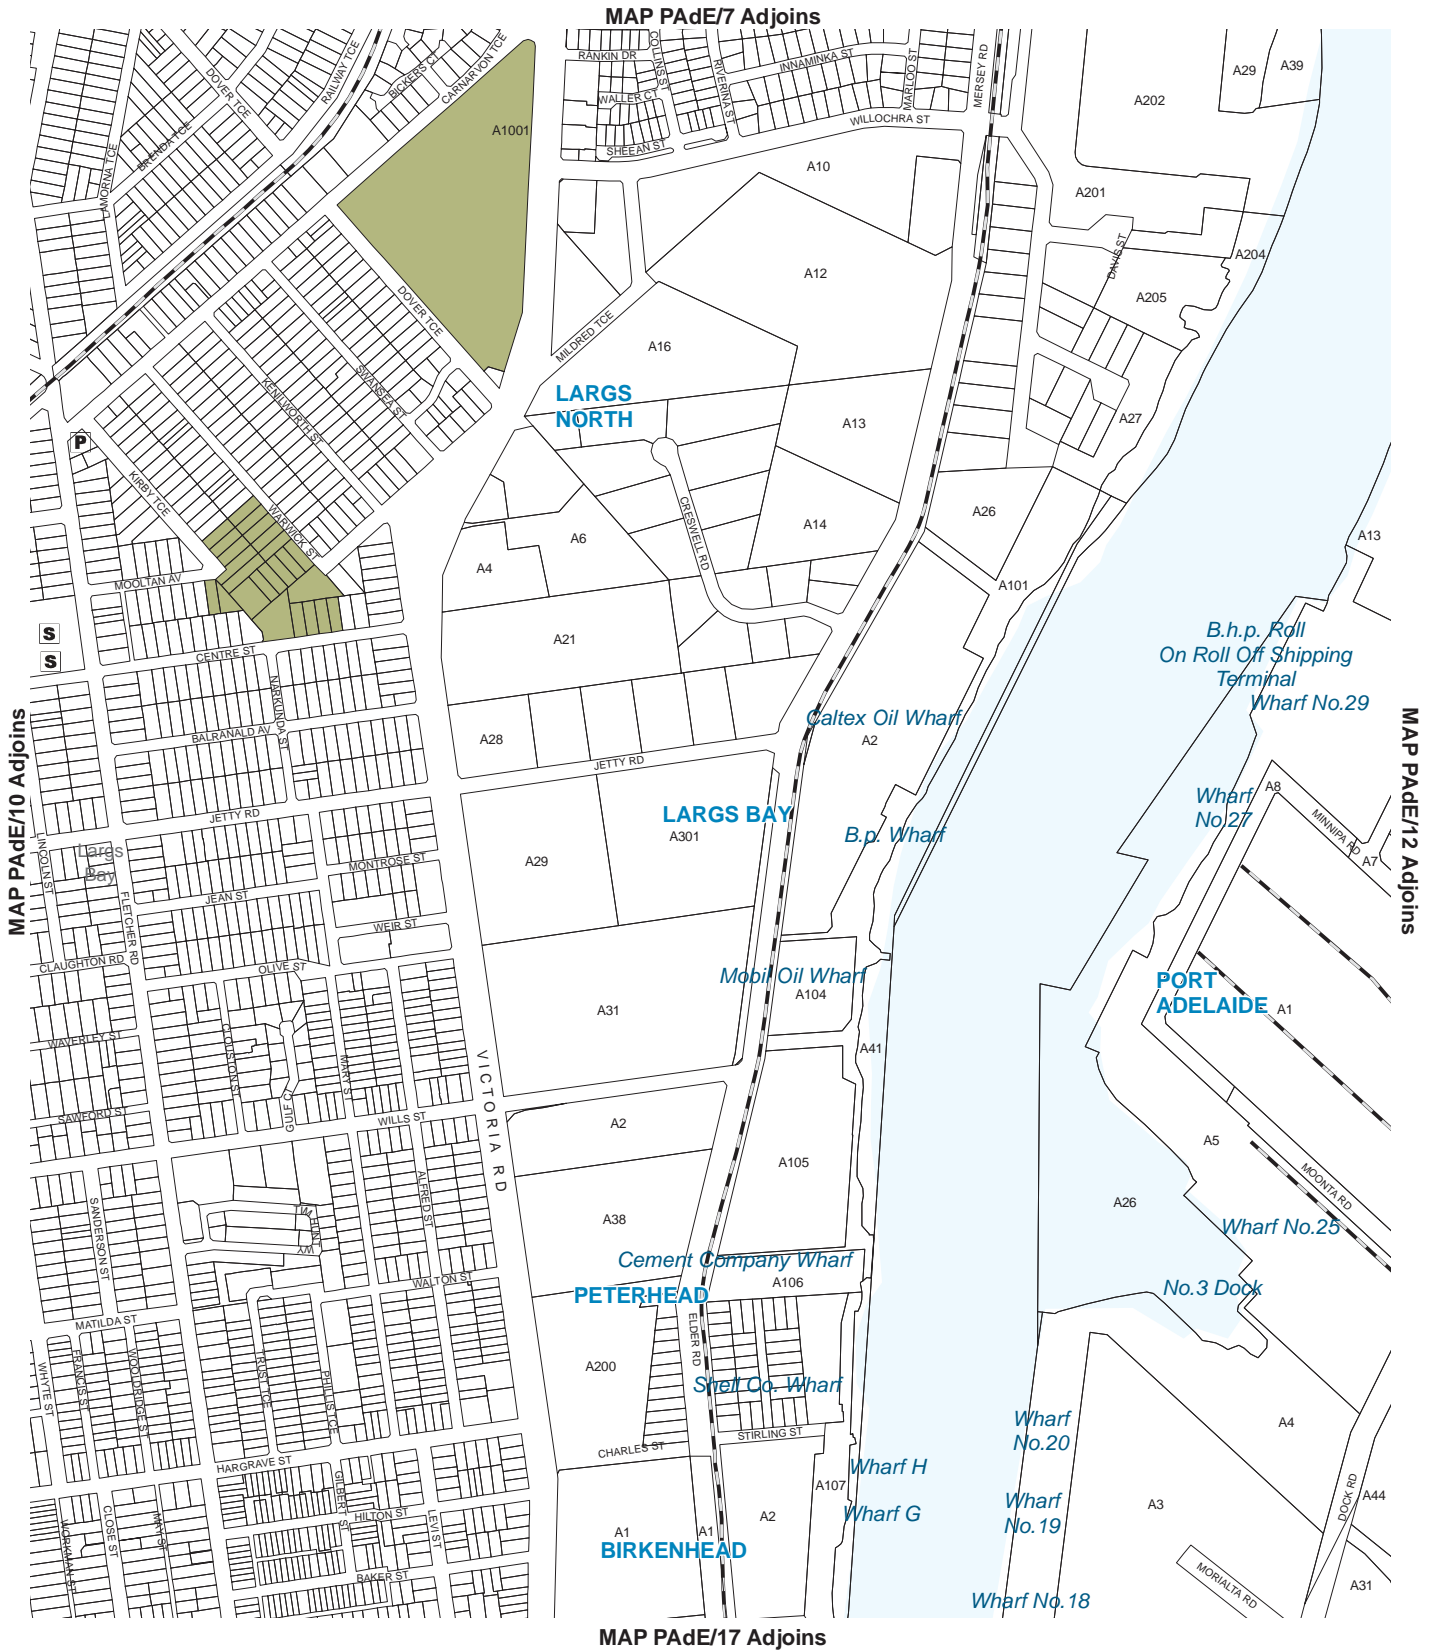 MAP PAdE/7 Adjoins
RANKIN DR
COLLINS ST
RIVERINA ST
INNAMINKA ST
MARLOO ST
MERSEY RD
WALLER CT
WILLOCHRA ST
SHEEAN ST
DOVER TCE
RAILWAY TCE
BICKERS CT
CARNARVON TCE
BRENDA TCE
LAMORNA TCE
A1001
A10
A202
A29
A39
A201
A204
DAVIS ST
A205
A12
DOVER TCE
MILDRED TCE
A16
SWANSEA ST
KENILWORTH ST
LARGS
NORTH
A13
A27
P
KIRBY TCE
WARWICK ST
CRESWELL RD
A6
A14
A26
A4
A101
A13
MOOLTAN AV
S
S
A21
CENTRE ST
B.h.p. Roll
On Roll Off Shipping
Terminal
Wharf No.29
NARKUNDA ST
BALRANALD AV
A28
Caltex Oil Wharf
A2
JETTY RD
MAP PAdE/10 Adjoins
MAP PAdE/12 Adjoins
JETTY RD
LARGS BAY
A301
B.p. Wharf
Wharf
No.27
A8
MINNIPA RD
A7
LINCOLN ST
Largs
Bay
MONTROSE ST
A29
JEAN ST
FLETCHER RD
WEIR ST
CLAUGHTON RD
OLIVE ST
Mobil Oil Wharf
A104
PORT
ADELAIDE
A1
A31
WAVERLEY ST
CLOUSTON ST
MARY S
A41
GULF CT
VICTORIA RD
SAWFORD ST
WILLS ST
A2
A105
A5
MOONTA RD
ALFRED ST
A26
SANDERSON ST
HUNT WY
WY
A38
Wharf No.25
Cement Company Wharf
A106
WALTON ST
PETERHEAD
No.3 Dock
MATILDA ST
ELDER RD
WHYTE ST
FRANCIS S
WOOLDRIDGE S
TRUST TCE
PHILLIS TCE
A200
Shell Co. Wharf
Wharf
No.20
A4
STIRLING ST
CHARLES ST
HARGRAVE ST
Wharf H
GILBERT ST
A107
DOCK RD
A44
Wharf
No.19
A3
HILTON ST
LEVI ST
Wharf G
A2
WORKMAN ST
CLOSE ST
MAY ST
A1
A1
BIRKENHEAD
BAKER ST
MORIALTA RD
A31
Wharf No.18
MAP PAdE/17 Adjoins